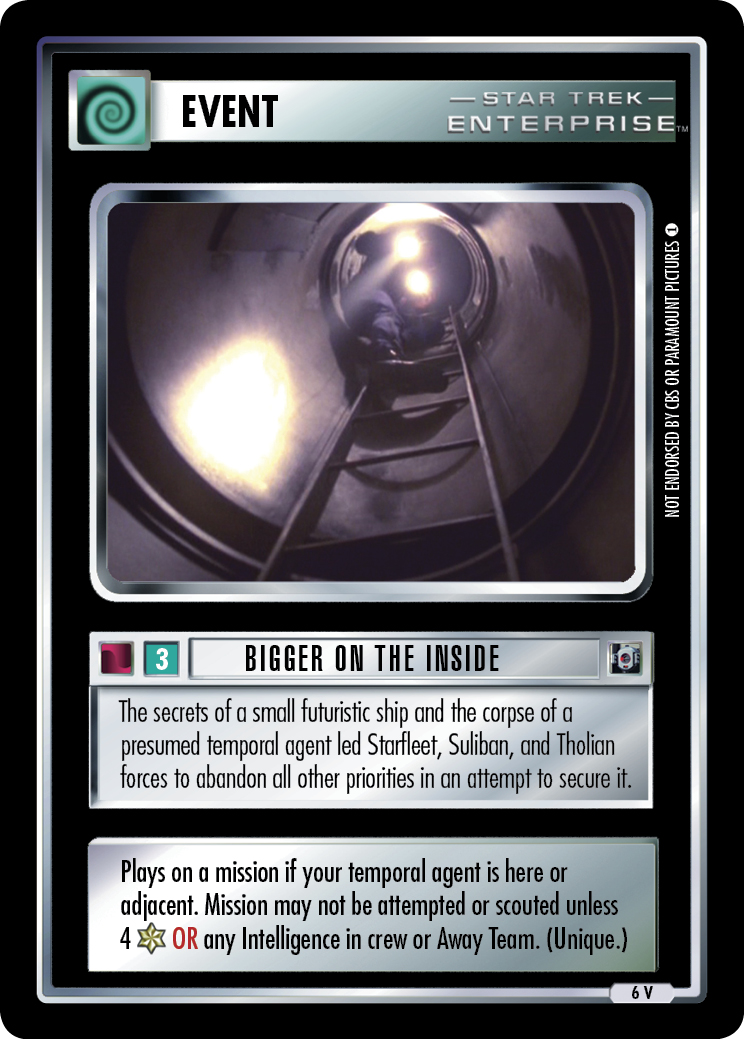 EVENT
STAR TREK
ENTERPRISE™
NOT ENDORSED BY CBS OR PARAMOUNT PICTURES 1
3
BIGGER ON THE INSIDE
The secrets of a small futuristic ship and the corpse of a
presumed temporal agent led Starfleet, Suliban, and Tholian
forces to abandon all other priorities in an attempt to secure it.
Plays on a mission if your temporal agent is here or
adjacent. Mission may not be attempted or scouted unless
4 OR any Intelligence in crew or Away Team. (Unique.)
6 V